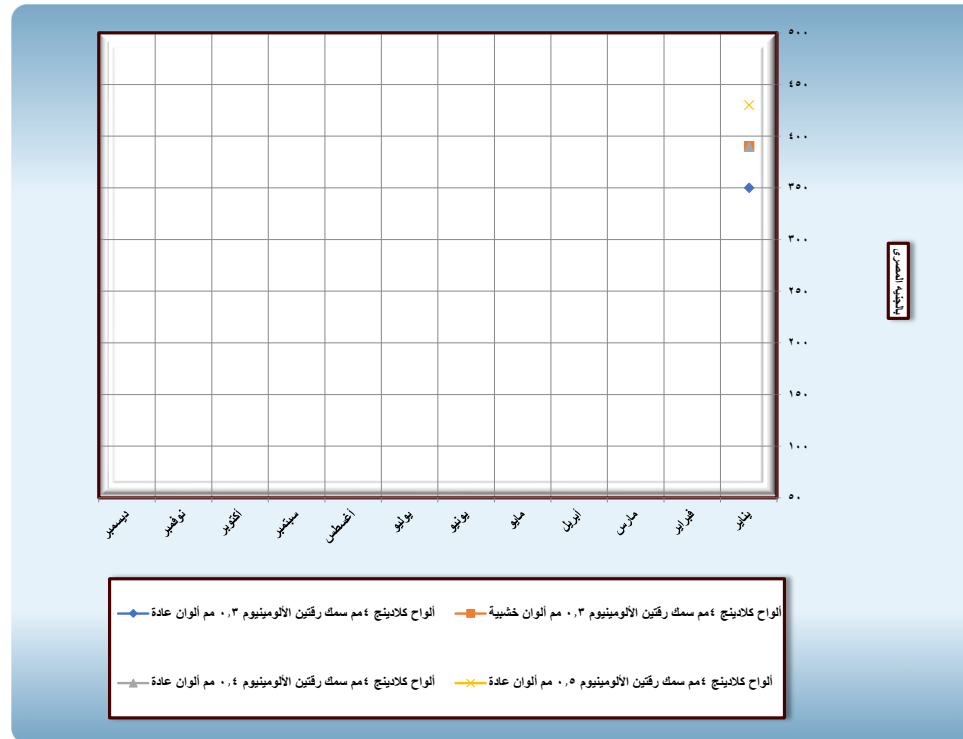 ٥٠٠
٤٥٠
٤٠٠
٣٥٠
٣٠٠
٢٥٠
٢٠٠
١٥٠
١٠٠
٥٠
بالجنيه المصرى
يناير
فبراير
مارس
أبريل
مايو
يونيو
يوليو
أغسطس
سبتمبر
أكتوبر
نوفمبر
ديسمبر
ألواح كلادينج ٤مم سمك رقتين الألومينيوم ٠,٣ مم ألوان خشبية
ألواح كلادينج ٤مم سمك رقتين الألومينيوم ٠,٣ مم ألوان عادة
ألواح كلادينج ٤مم سمك رقتين الألومينيوم ٠,٥ مم ألوان عادة
ألواح كلادينج ٤مم سمك رقتين الألومينيوم ٠,٤ مم ألوان عادة